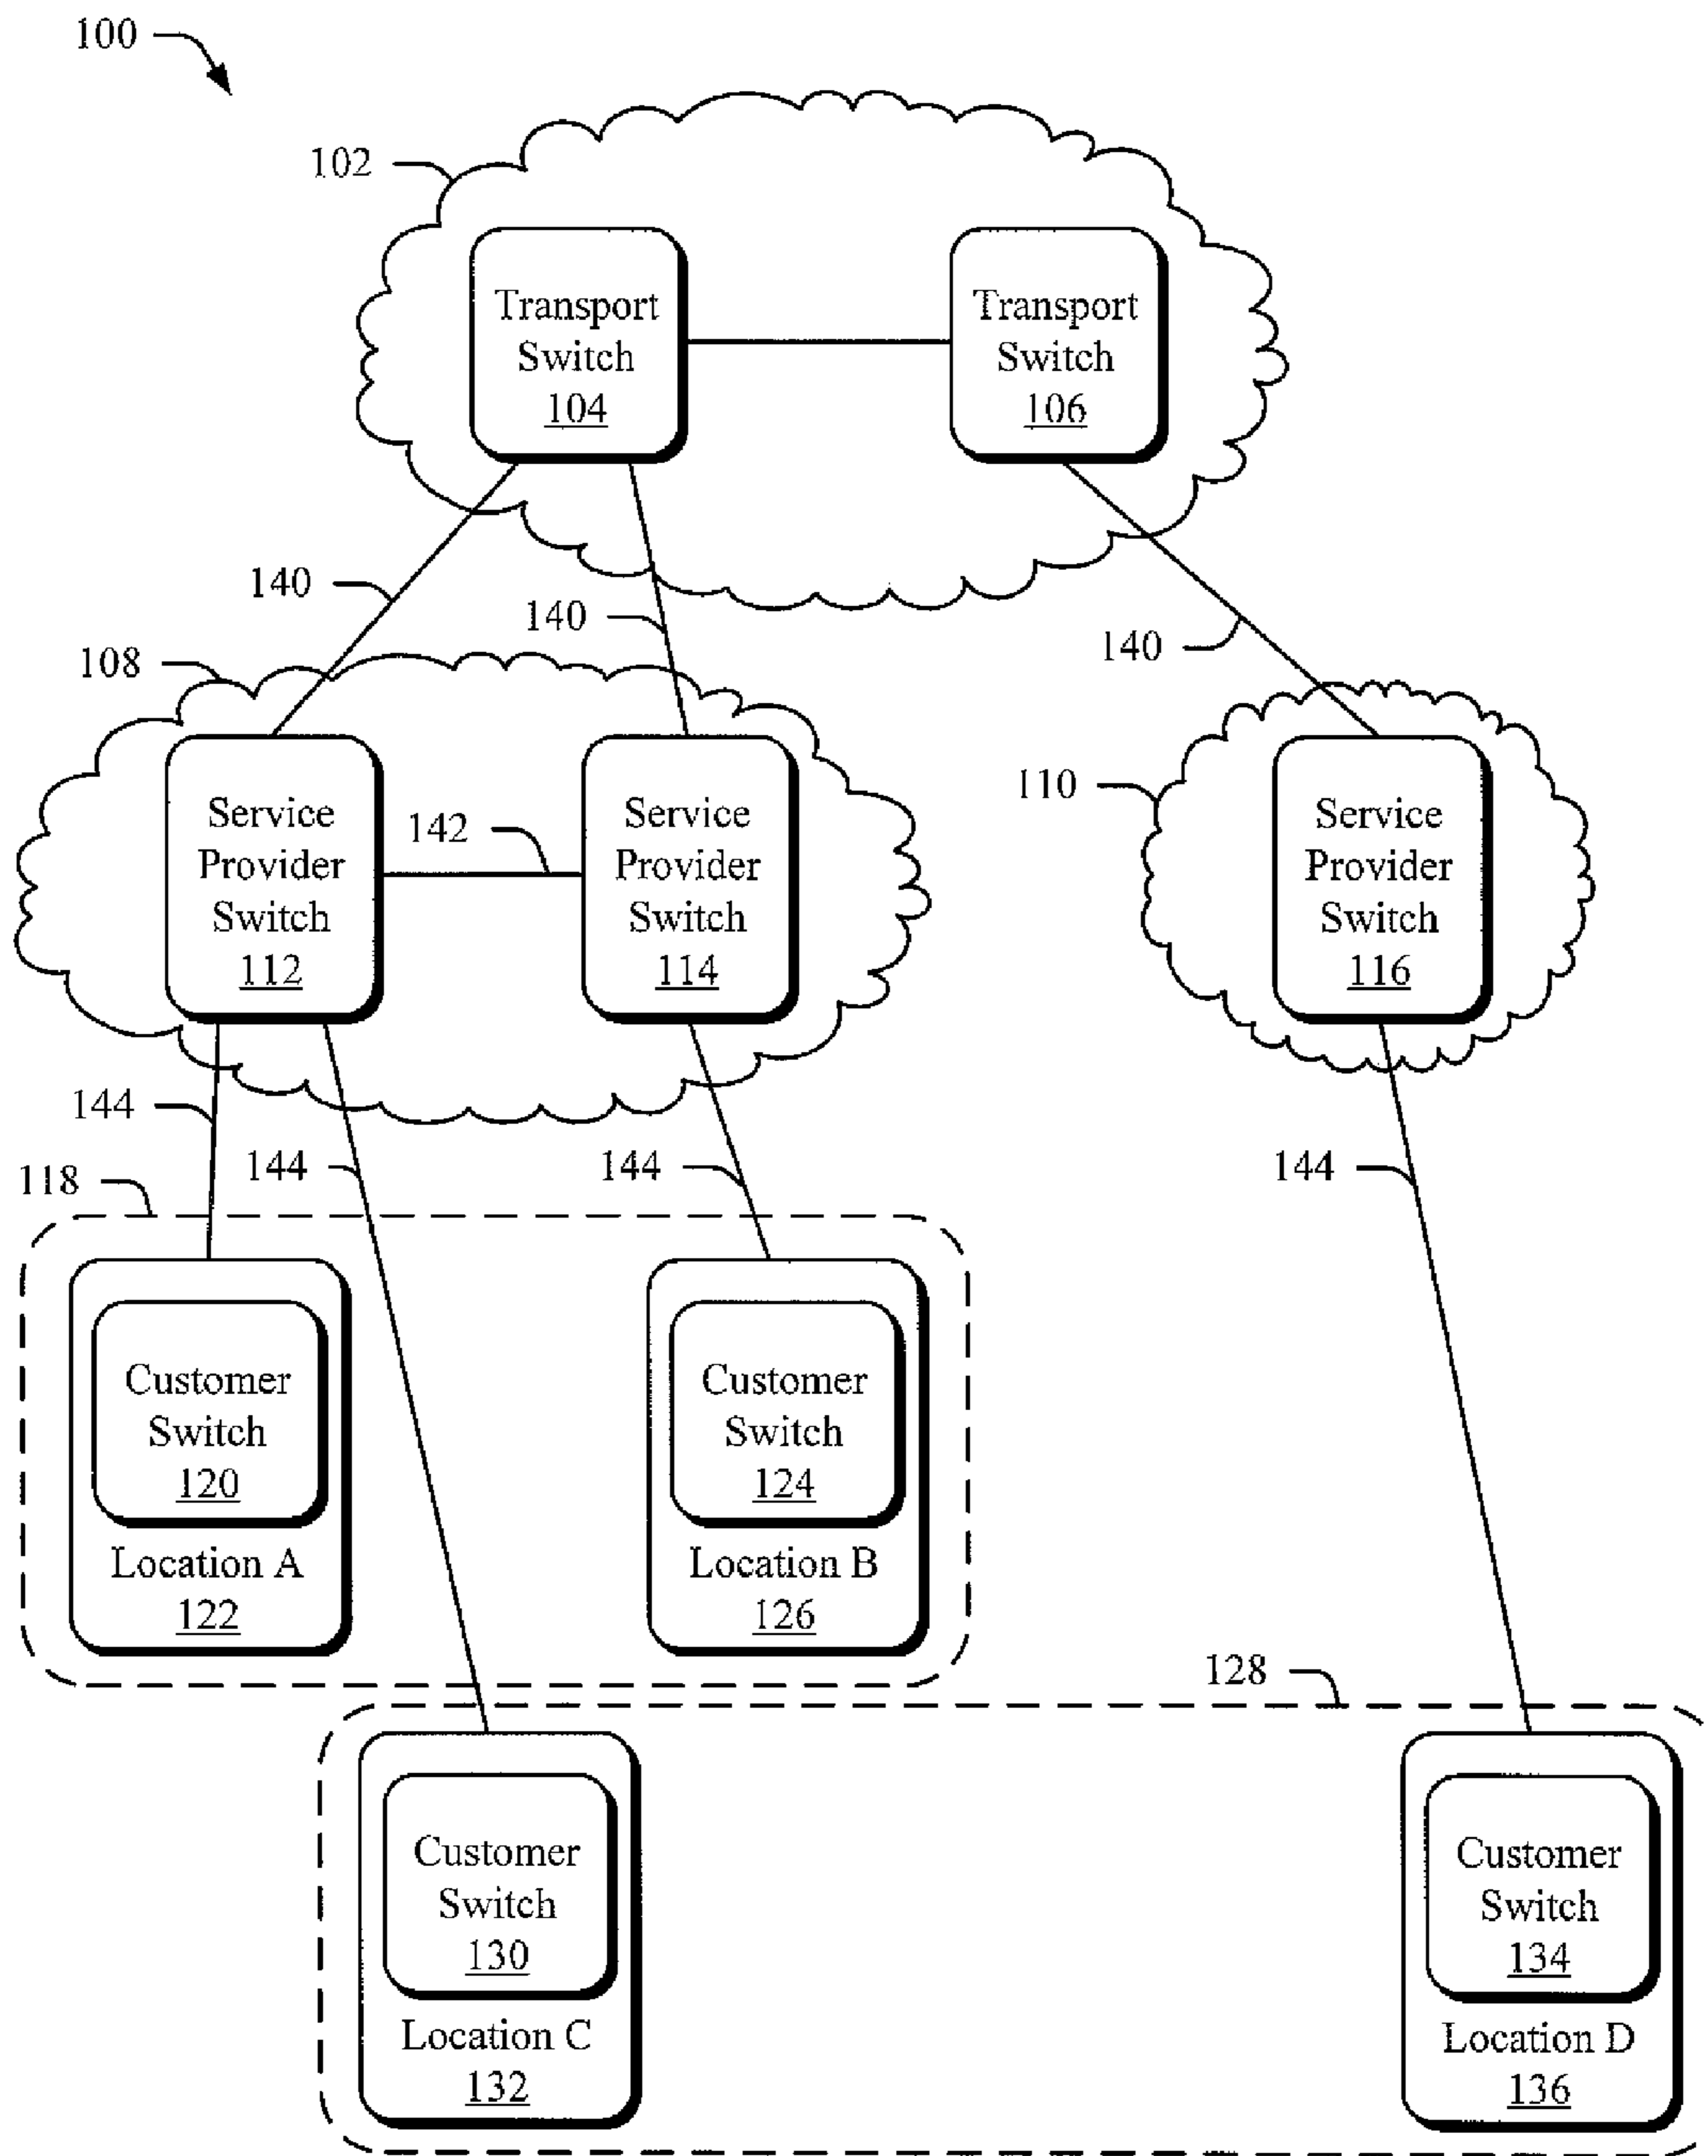 100
102
Transport
Switch
104
Transport
Switch
106
140
140
140
108
110
Service
Provider
Switch
112
142
Service
Provider
Switch
114
Service
Provider
Switch
116
144
144
144
144
118
Customer
Switch
120
Location A
122
Customer
Switch
124
Location B
126
128
Customer
Switch
130
Location C
132
Customer
Switch
134
Location D
136